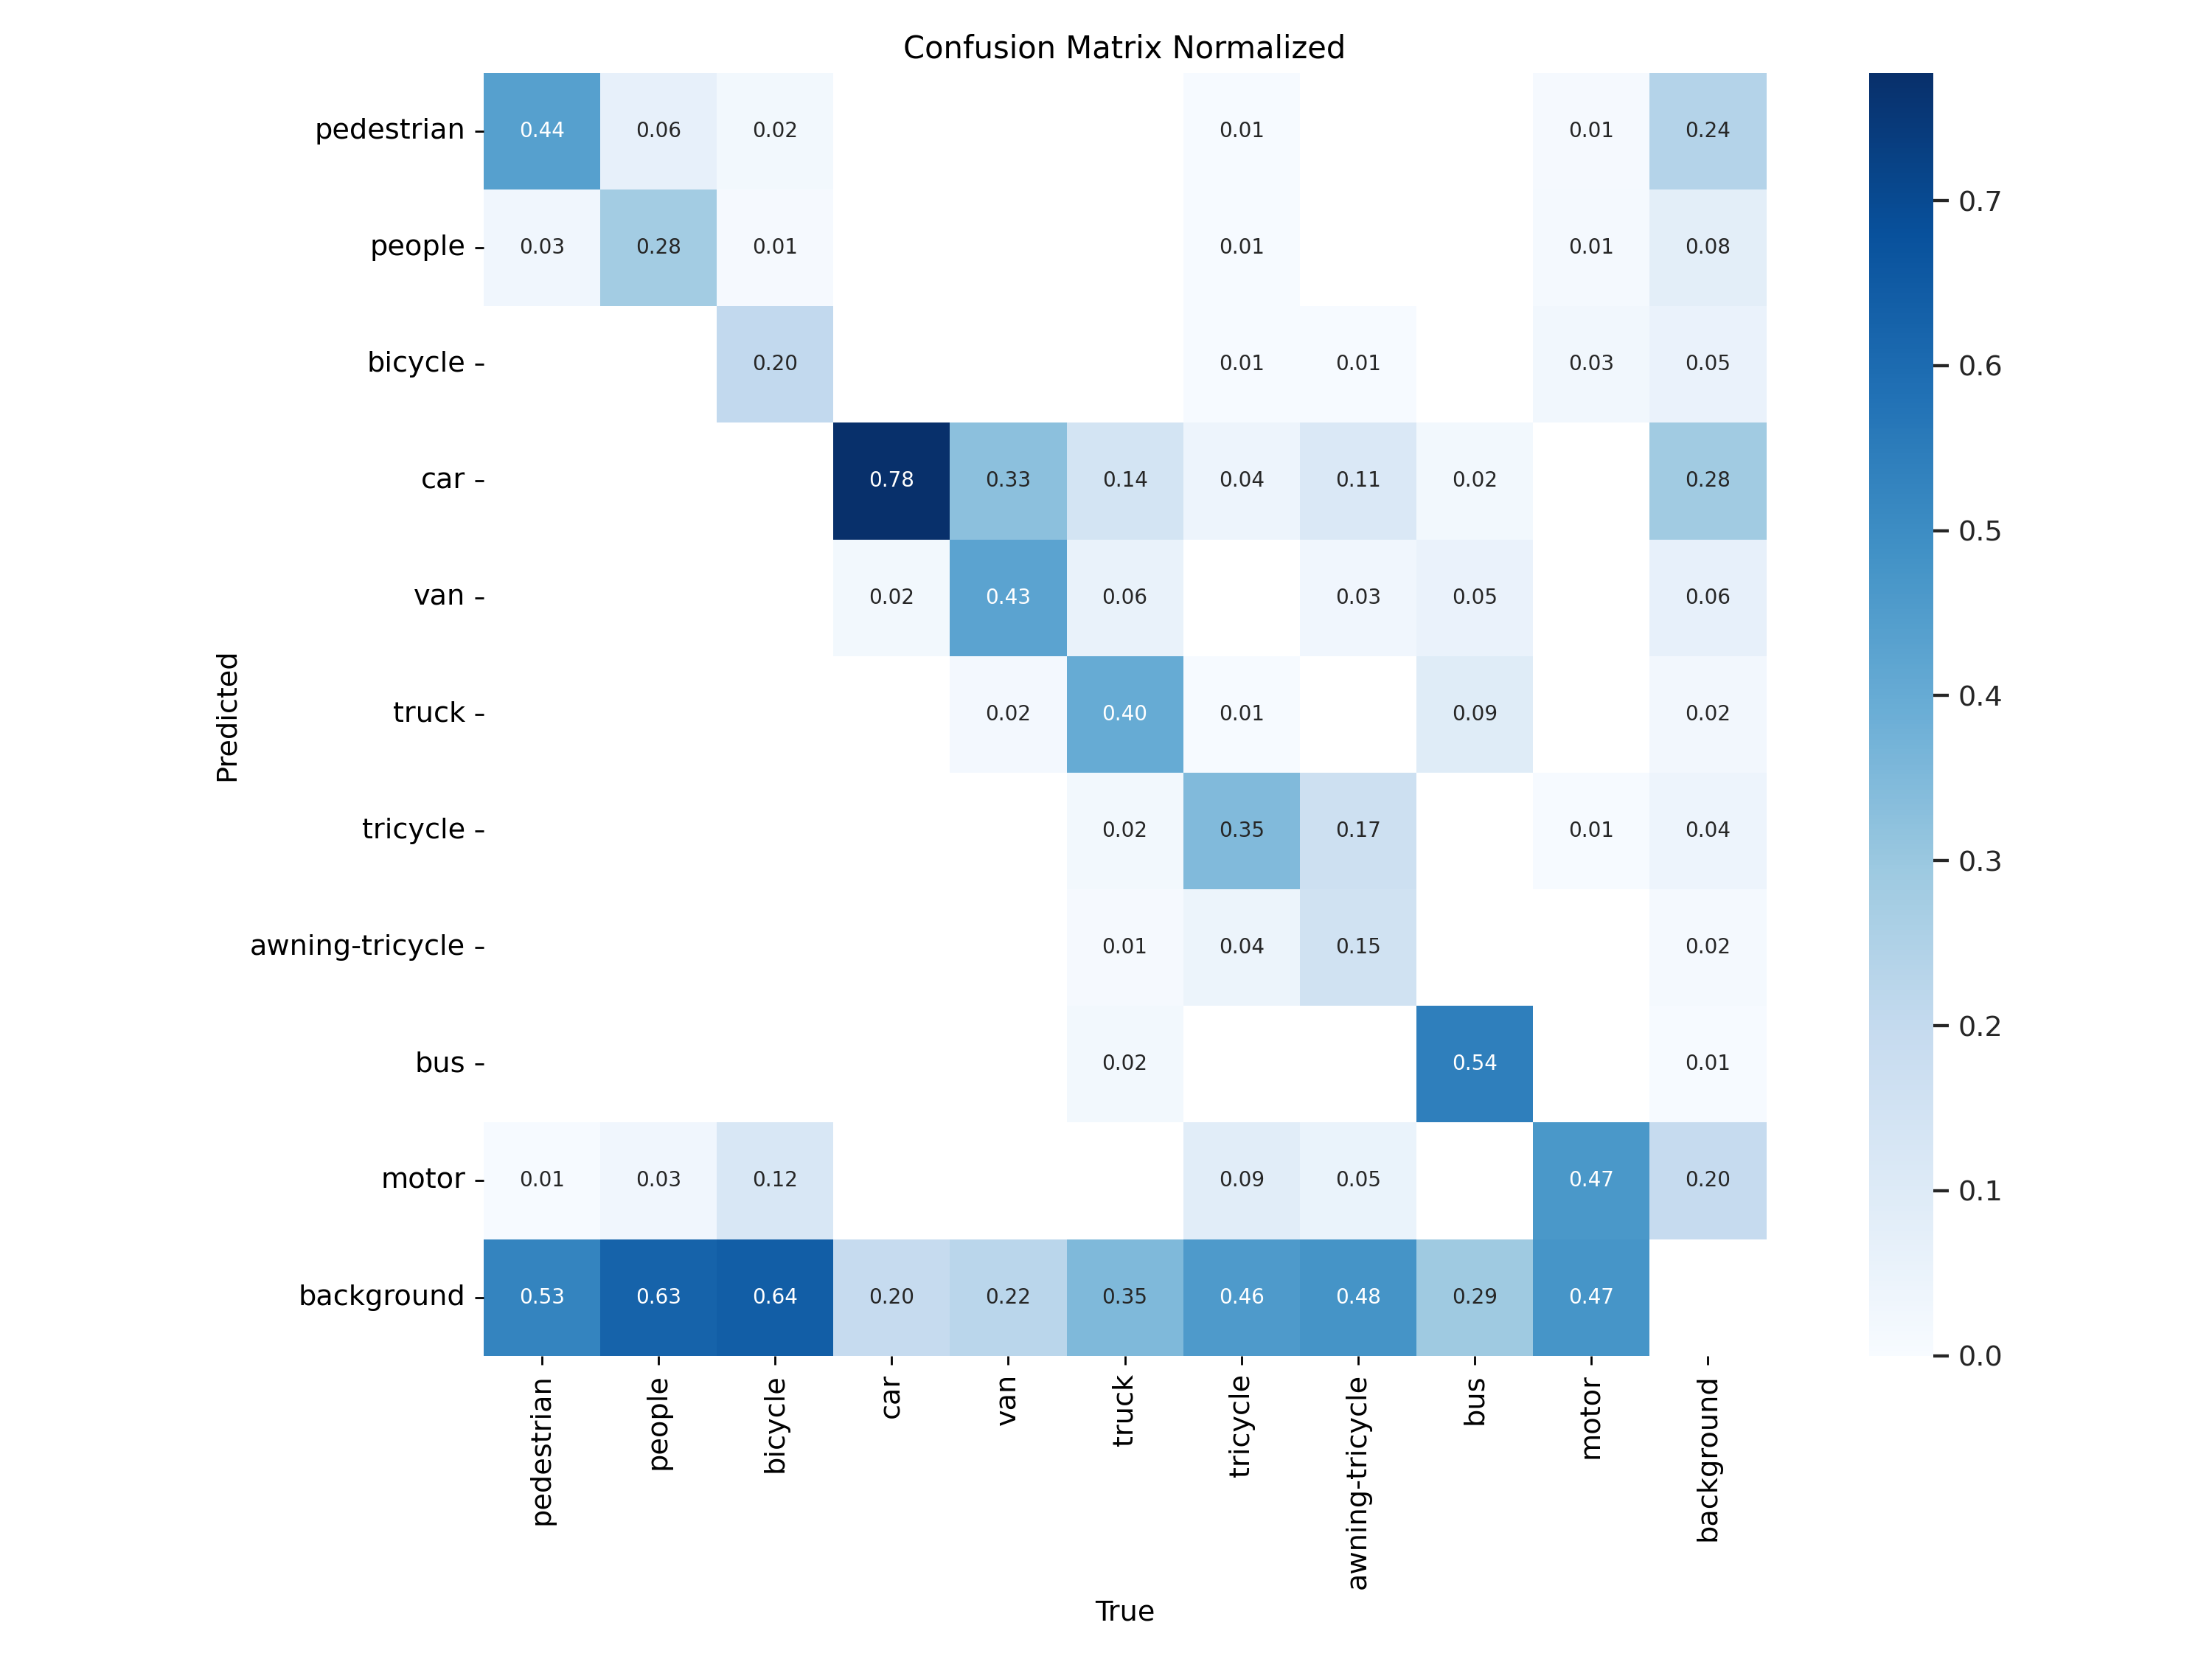 Confusion Matrix Normalized
pedestrian 0.44 0.06 0.02 0.01 0.01 0.24
people 0.03 0.28 0.01 0.01 0.01 0.08
bicycle 0.20 0.01 0.01 0.03 0.05
car 0.78 0.33 0.14 0.04 0.11 0.02 0.28
van 0.02 0.43 0.06 0.03 0.05 0.06
truck 0.02 0.40 0.01 0.09 0.02
tricycle 0.02 0.35 0.17 0.01 0.04
awning-tricycle 0.01 0.04 0.15 0.02
bus 0.02 0.54 0.01
motor 0.01 0.03 0.12 0.09 0.05 0.47 0.20
background 0.53 0.63 0.64 0.20 0.22 0.35 0.46 0.48 0.29 0.47
Predicted
pedestrian
people
bicycle
car
van
truck
tricycle
awning-tricycle
bus
motor
background
True
0.7
0.6
0.5
0.4
0.3
0.2
0.1
0.0